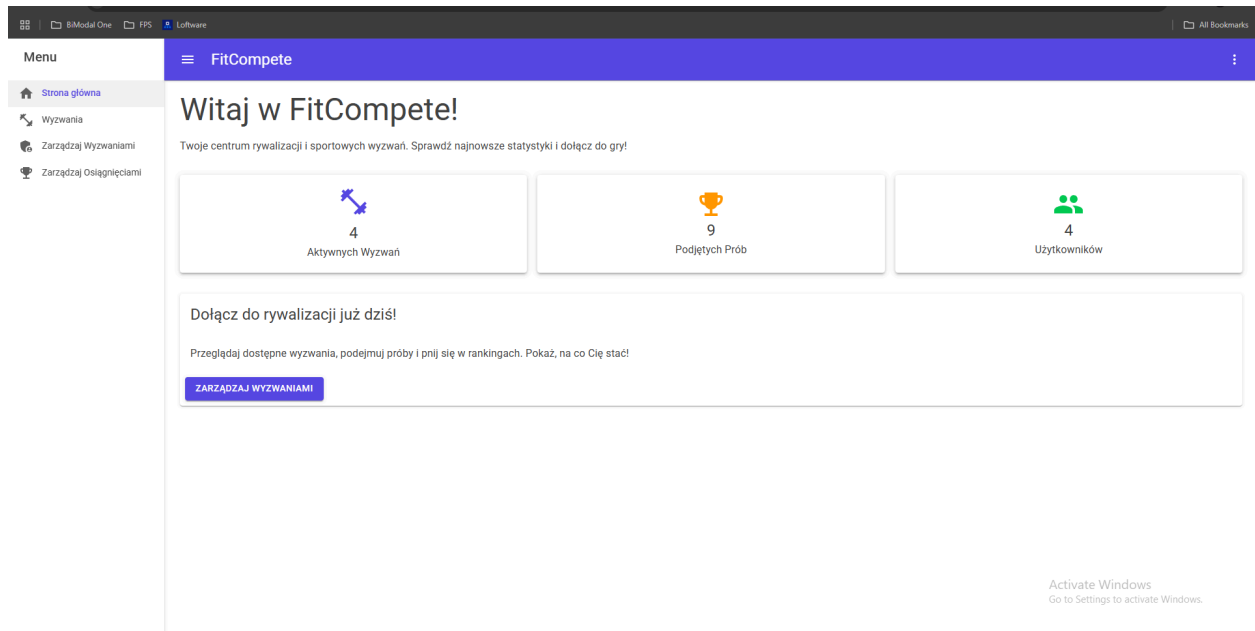 BiModal One FPS Loftware All Bookmarks
Menu
FitCompete
Strona główna
Wyzwania
Zarządzaj Wyzwaniami
Zarządzaj Osiągnięciami
Witaj w FitCompete!
Twoje centrum rywalizacji i sportowych wyzwań. Sprawdź najnowsze statystyki i dołącz do gry!
4
Aktywnych Wyzwań
9
Podjętych Prób
4
Użytkowników
Dołącz do rywalizacji już dziś!
Przeglądaj dostępne wyzwania, podejmuj próby i pnij się w rankingach. Pokaż, na co Cię stać!
ZARZĄDZAJ WYZWANIAMI
Activate Windows
Go to Settings to activate Windows.